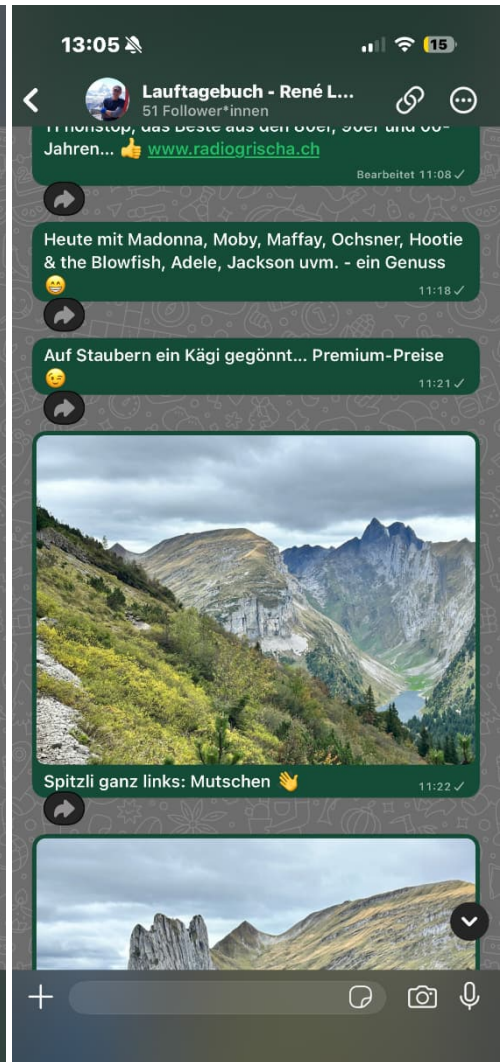 13:05
15
Lauftagebuch - René L...
51 Follower*innen
nonstop, das Beste aus den 80er, 90er und 00-
Jahren... 👍 www.radiogrischa.ch
Bearbeitet 11:08
Heute mit Madonna, Moby, Maffay, Ochsner, Hootie
& the Blowfish, Adele, Jackson uvm. - ein Genuss
😁
11:18
Auf Staubern ein Kägi gegönnt... Premium-Preise
😉
11:21
Spitzli ganz links: Mutschen 👋
11:22